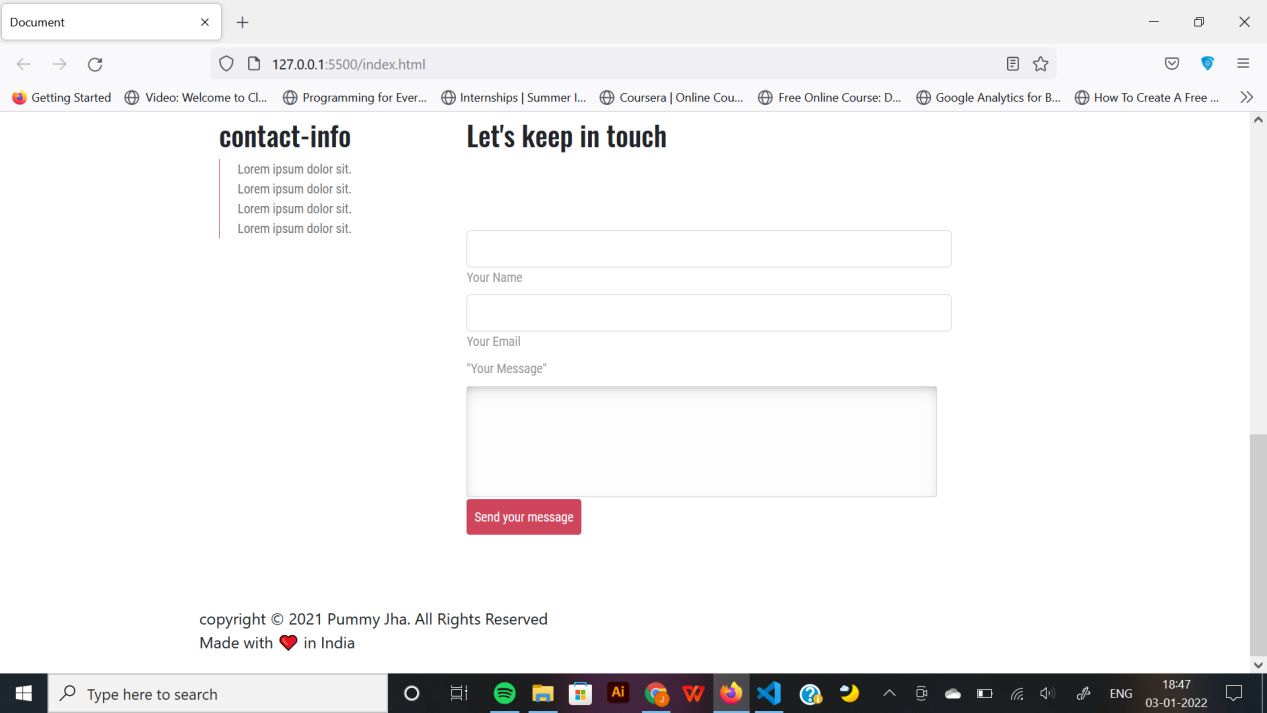 Document
127.0.0.1:5500/index.html
Getting Started
Video: Welcome to Cl...
Programming for Ever...
Internships | Summer I...
Coursera | Online Cou...
Free Online Course: D...
Google Analytics for B...
How To Create A Free ...
contact-info
Lorem ipsum dolor sit.
Lorem ipsum dolor sit.
Lorem ipsum dolor sit.
Lorem ipsum dolor sit.
Let's keep in touch
Your Name
Your Email
"Your Message"
Send your message
copyright © 2021 Pummy Jha. All Rights Reserved
Made with ❤️ in India
Type here to search
Ai
J
ENG
18:47
03-01-2022